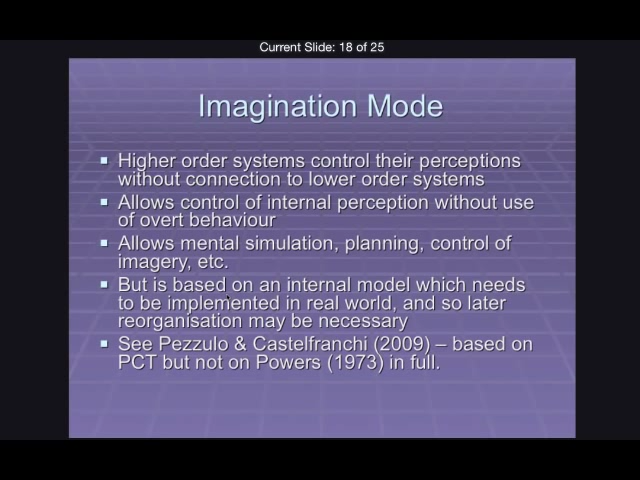 Current Slide: 18 of 25
Imagination Mode
Higher order systems control their perceptions
without connection to lower order systems
Allows control of internal perception without use
of overt behaviour
Allows mental simulation, planning, control of
imagery, etc.
But is based on an internal model which needs
to be implemented in real world, and so later
reorganisation may be necessary
See Pezzulo & Castelfranchi (2009) – based on
PCT but not on Powers (1973) in full.